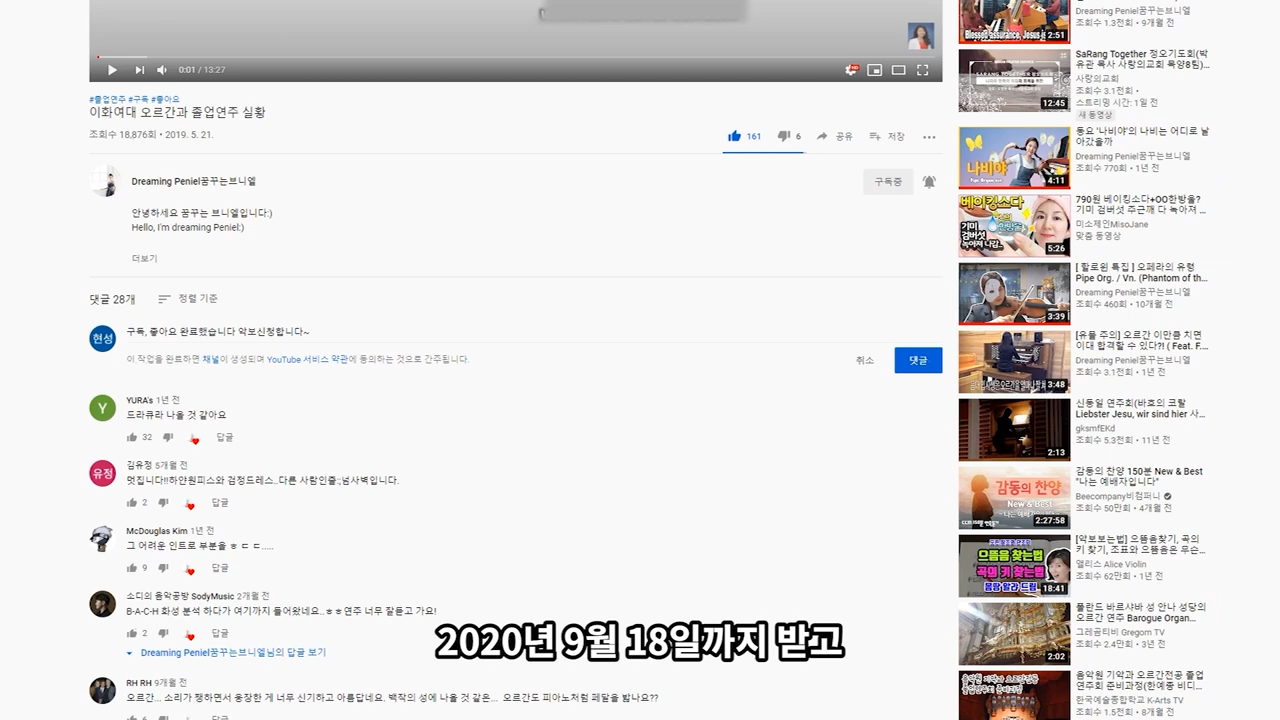 0:01 / 13:27
HD
#졸업연주 #구독 #좋아요
이화여대 오르간과 졸업연주 실황
조회수 18,876회 • 2019. 5. 21.
161
6
공유
저장
Dreaming Peniel꿈꾸는브니엘
구독중
안녕하세요 꿈꾸는 브니엘입니다:)
Hello, I'm dreaming Peniel:)
더보기
댓글 28개
정렬 기준
현성
구독, 좋아요 완료했습니다 악보신청합니다~
이 작업을 완료하면 채널이 생성되며 YouTube 서비스 약관에 동의하는 것으로 간주됩니다.
취소
댓글
Y
YURA's 1년 전
드라큐라 나올 것 같아요
32
답글
유정
김유정 5개월 전
멋집니다!!하얀원피스와 검정드레스..다른 사람인줄:;넘사벽입니다.
2
답글
McDouglas Kim 1년 전
그 어려운 인트로 부분을 ㅎ ㄷ ㄷ.....
9
답글
소디의 음악공방 SodyMusic 2개월 전
B-A-C-H 화성 분석 하다가 여기까지 들어왔네요..ㅎㅎ 너무 잘듣고 가요!
2
답글
Dreaming Peniel꿈꾸는브니엘님의 답글 보기
RH RH 9개월 전
오르간... 소리가 쨍하면서 웅장한게 너무 신비롭고 아름답네요.. 백작의 성에 나올 것 같은... 오르간도 피아노처럼 페달을 밟나요??
6
답글
2020년 9월 18일까지 받고
Blessed assurance, Jesus is
2:51
Dreaming Peniel꿈꾸는브니엘
조회수 1.3천회 • 9개월 전
SARANG TOGETHER
12:45
SaRang Together 정오기도회(박
유관 목사 사랑의교회 목양8팀)...
사랑의교회
조회수 3.1천회 •
스트리밍 시간: 1일 전
새 동영상
나비야
Pipe Organ ver.
4:11
동요 '나비야'의 나비는 어디로 날
아갔을까
Dreaming Peniel꿈꾸는브니엘
조회수 770회 • 1년 전
베이킹소다
기미
검버섯
녹아져 나감..
5:26
790원 베이킹소다+OO한방울?
기미 검버섯 주근깨 다 녹아져 ...
미소제인MisoJane
맞춤 동영상
3:39
[ 할로윈 특집 ] 오페라의 유령
Pipe Org. / Vn. (Phantom of th...
Dreaming Peniel꿈꾸는브니엘
조회수 460회 • 10개월 전
3:48
[유물 주의] 오르간 이만큼 치면
이대 합격할 수 있다?! ( Feat. F...
Dreaming Peniel꿈꾸는브니엘
조회수 3.1천회 • 1년 전
2:13
신동일 연주회(바흐의 코랄
Liebster Jesu, wir sind hier 사...
gksmfEKd
조회수 5.3천회 • 11년 전
감동의 찬양
New & Best
2:27:58
감동의 찬양 150분 New & Best
"나는 예배자입니다"
Beecompany비컴퍼니
조회수 50만회 • 4개월 전
으뜸음 찾는법
곡의 키 찾는법
몽땅 알려 드림
18:41
[악보보는법] 으뜸음찾기, 곡의
키 찾기, 조표와 으뜸음은 무슨...
앨리스 Alice Violin
조회수 62만회 • 1년 전
2:02
폴란드 바르샤바 성 안나 성당의
오르간 연주 Barogue Organ...
그레곰티비 Gregom TV
조회수 2.4만회 • 3년 전
음악원 기악과 오르간전공 졸업
연주회 준비과정(한예종 비디...
한국예술종합학교 K-Arts TV
조회수 1.5천회 • 8개월 전